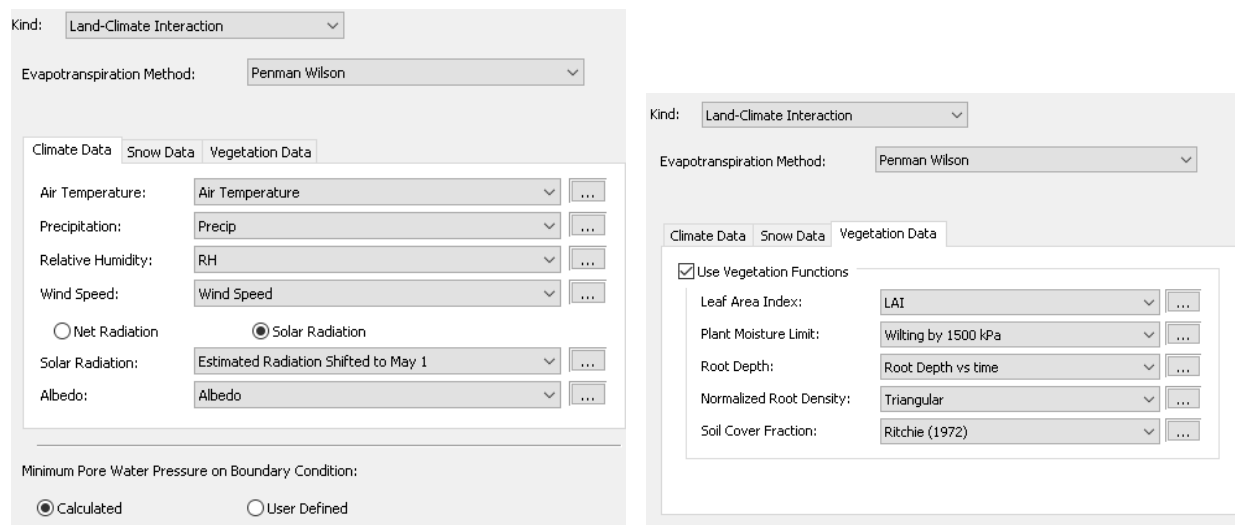 Kind: Land-Climate Interaction
Evapotranspiration Method: Penman Wilson
Climate Data Snow Data Vegetation Data
Air Temperature: Air Temperature ...
Precipitation: Precip ...
Relative Humidity: RH ...
Wind Speed: Wind Speed ...
Net Radiation Solar Radiation
Solar Radiation: Estimated Radiation Shifted to May 1 ...
Albedo: Albedo ...
Minimum Pore Water Pressure on Boundary Condition:
Calculated User Defined
Kind: Land-Climate Interaction
Evapotranspiration Method: Penman Wilson
Climate Data Snow Data Vegetation Data
Use Vegetation Functions
Leaf Area Index: LAI ...
Plant Moisture Limit: Wilting by 1500 kPa ...
Root Depth: Root Depth vs time ...
Normalized Root Density: Triangular ...
Soil Cover Fraction: Ritchie (1972) ...